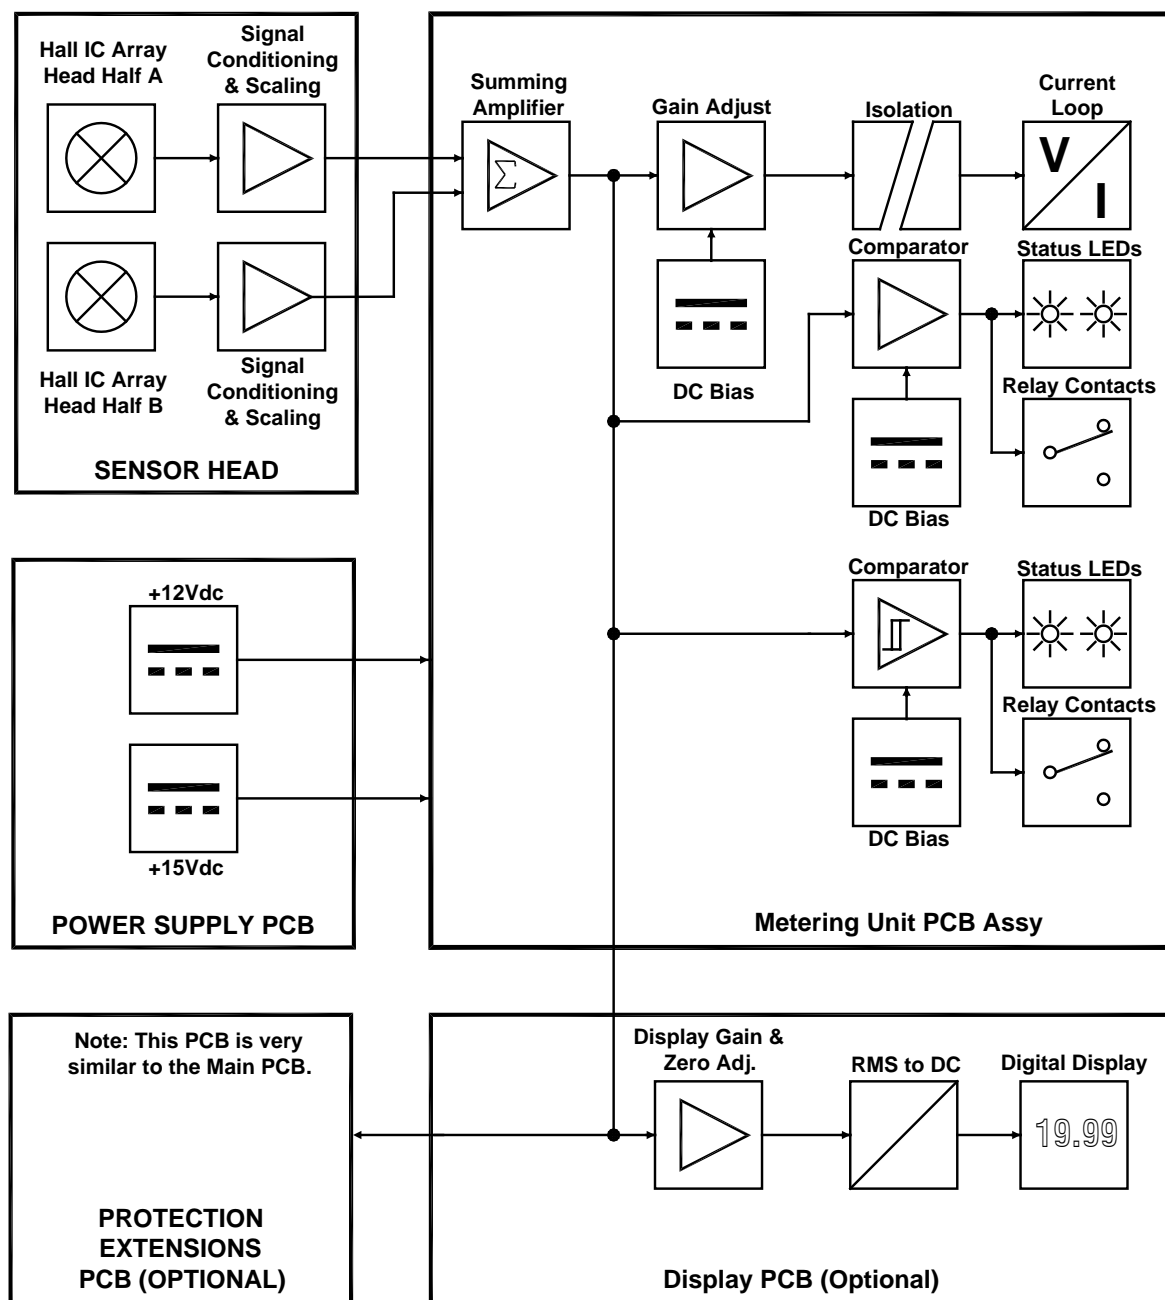 Hall IC Array
Head Half A
Signal
Conditioning
& Scaling
Hall IC Array
Head Half B
Signal
Conditioning
& Scaling
SENSOR HEAD
Summing
Amplifier
Σ
Gain Adjust
Isolation
Current
Loop
V
I
DC Bias
Comparator
Status LEDs
Relay Contacts
DC Bias
Comparator
Status LEDs
Relay Contacts
DC Bias
Metering Unit PCB Assy
+12Vdc
+15Vdc
POWER SUPPLY PCB
Note: This PCB is very
similar to the Main PCB.
PROTECTION
EXTENSIONS
PCB (OPTIONAL)
Display Gain &
Zero Adj.
RMS to DC
Digital Display
19.99
Display PCB (Optional)